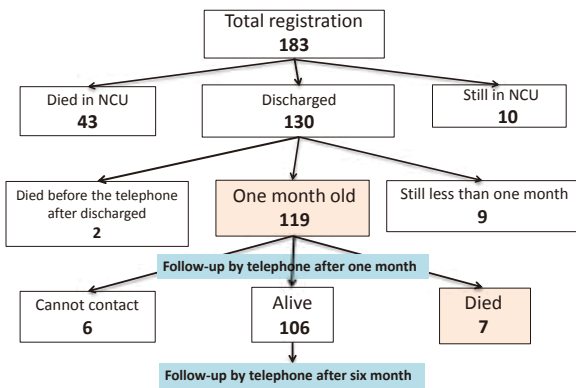 Total registration
183
Died in NCU
43
Discharged
130
Still in NCU
10
Died before the telephone
after discharged
2
One month old
119
Still less than one month
9
Follow-up by telephone after one month
Cannot contact
6
Alive
106
Died
7
Follow-up by telephone after six month